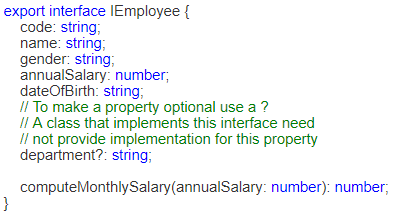 export interface IEmployee {
    code: string;
    name: string;
    gender: string;
    annualSalary: number;
    dateOfBirth: string;
    // To make a property optional use a ?
    // A class that implements this interface need
    // not provide implementation for this property
    department?: string;

    computeMonthlySalary(annualSalary: number): number;
}